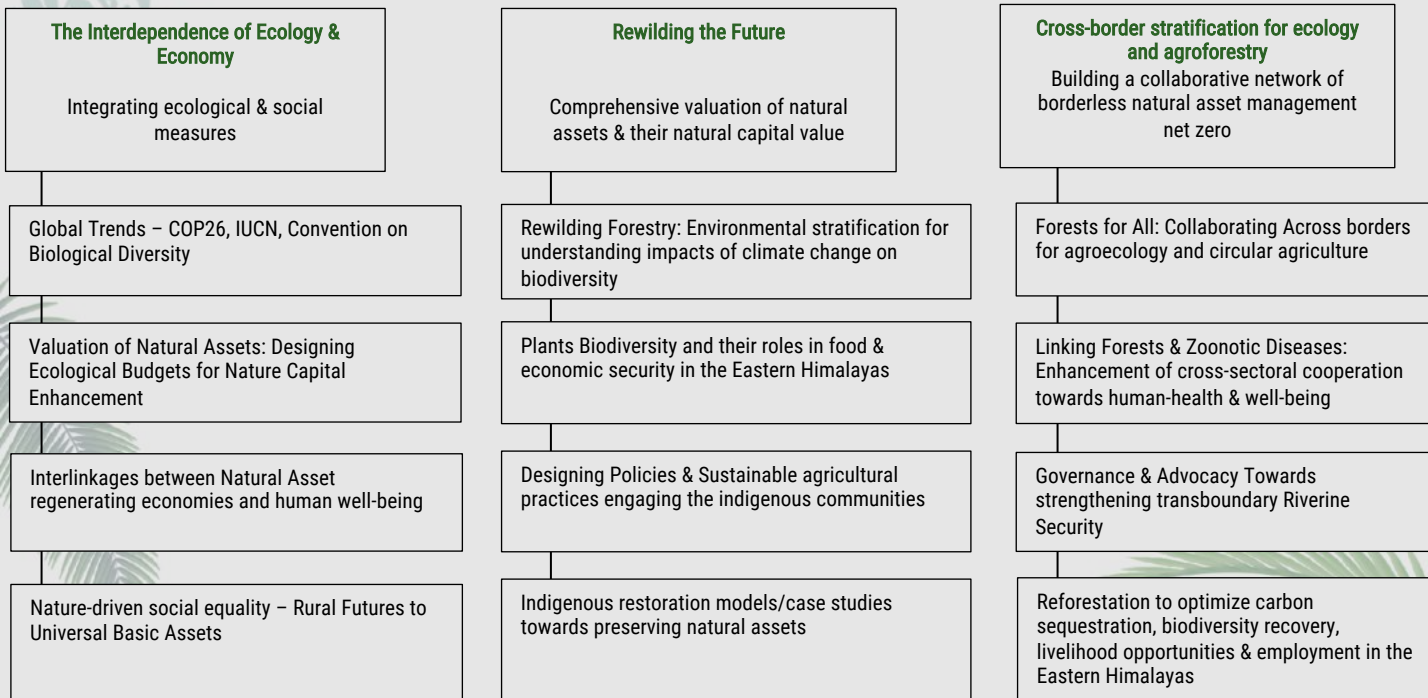 The Interdependence of Ecology &
Economy
Integrating ecological & social
measures
Global Trends – COP26, IUCN, Convention on
Biological Diversity
Valuation of Natural Assets: Designing
Ecological Budgets for Nature Capital
Enhancement
Interlinkages between Natural Asset
regenerating economies and human well-being
Nature-driven social equality – Rural Futures to
Universal Basic Assets
Rewilding the Future
Comprehensive valuation of natural
assets & their natural capital value
Rewilding Forestry: Environmental stratification for
understanding impacts of climate change on
biodiversity
Plants Biodiversity and their roles in food &
economic security in the Eastern Himalayas
Designing Policies & Sustainable agricultural
practices engaging the indigenous communities
Indigenous restoration models/case studies
towards preserving natural assets
Cross-border stratification for ecology
and agroforestry
Building a collaborative network of
borderless natural asset management
net zero
Forests for All: Collaborating Across borders
for agroecology and circular agriculture
Linking Forests & Zoonotic Diseases:
Enhancement of cross-sectoral cooperation
towards human-health & well-being
Governance & Advocacy Towards
strengthening transboundary Riverine
Security
Reforestation to optimize carbon
sequestration, biodiversity recovery,
livelihood opportunities & employment in the
Eastern Himalayas